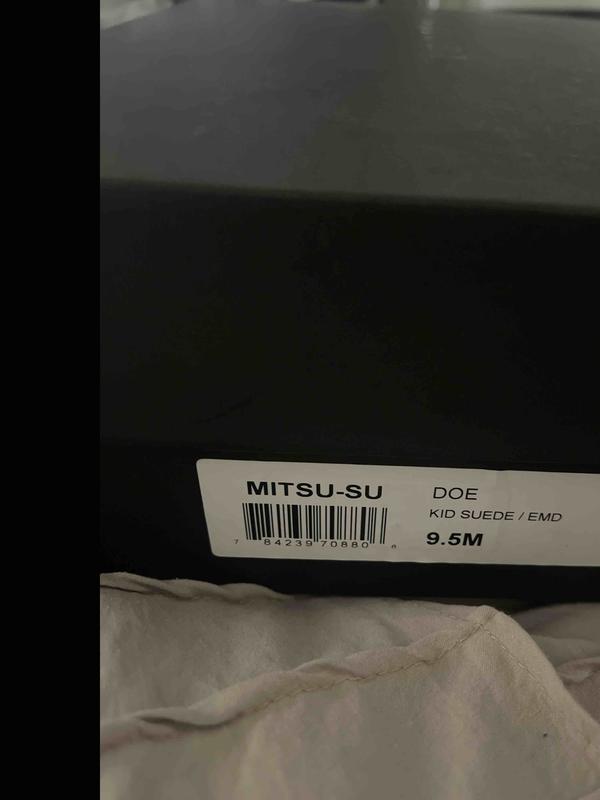 MITSU-SU DOE
KID SUEDE / EMD
7 84239 70880 8
9.5M